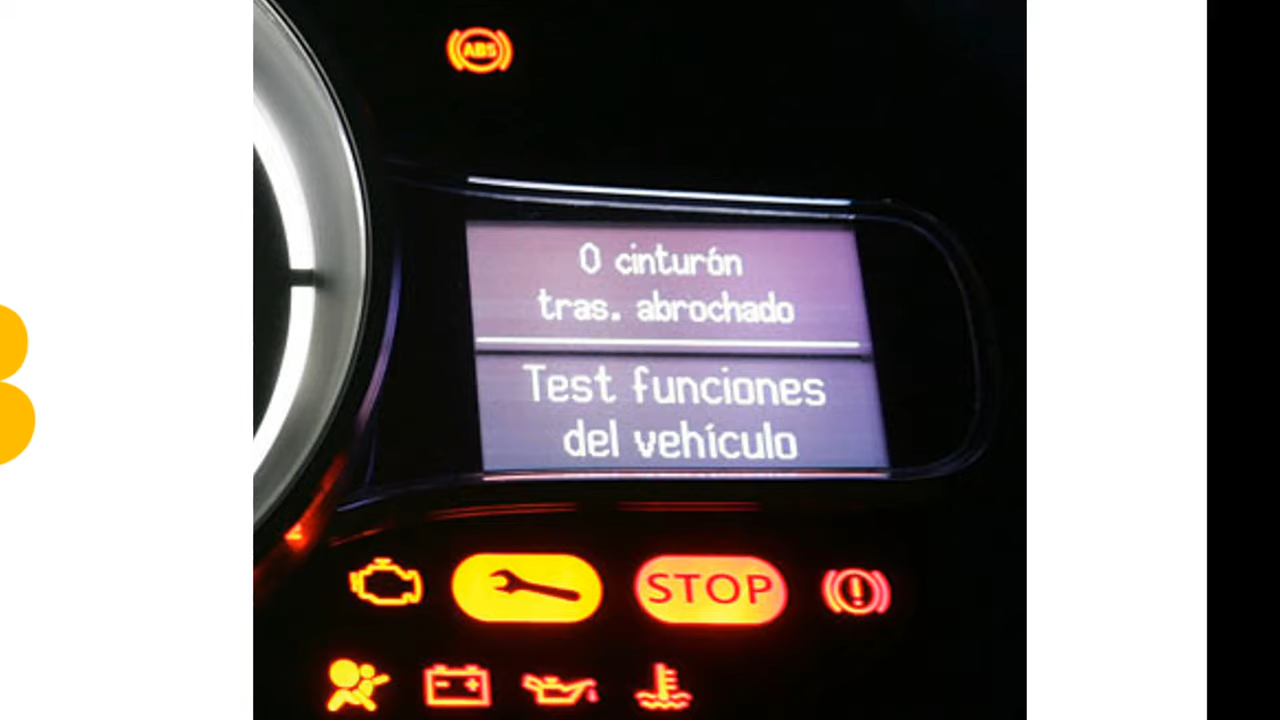 ABS
0 cinturón
tras. abrochado
Test funciones
del vehículo
STOP